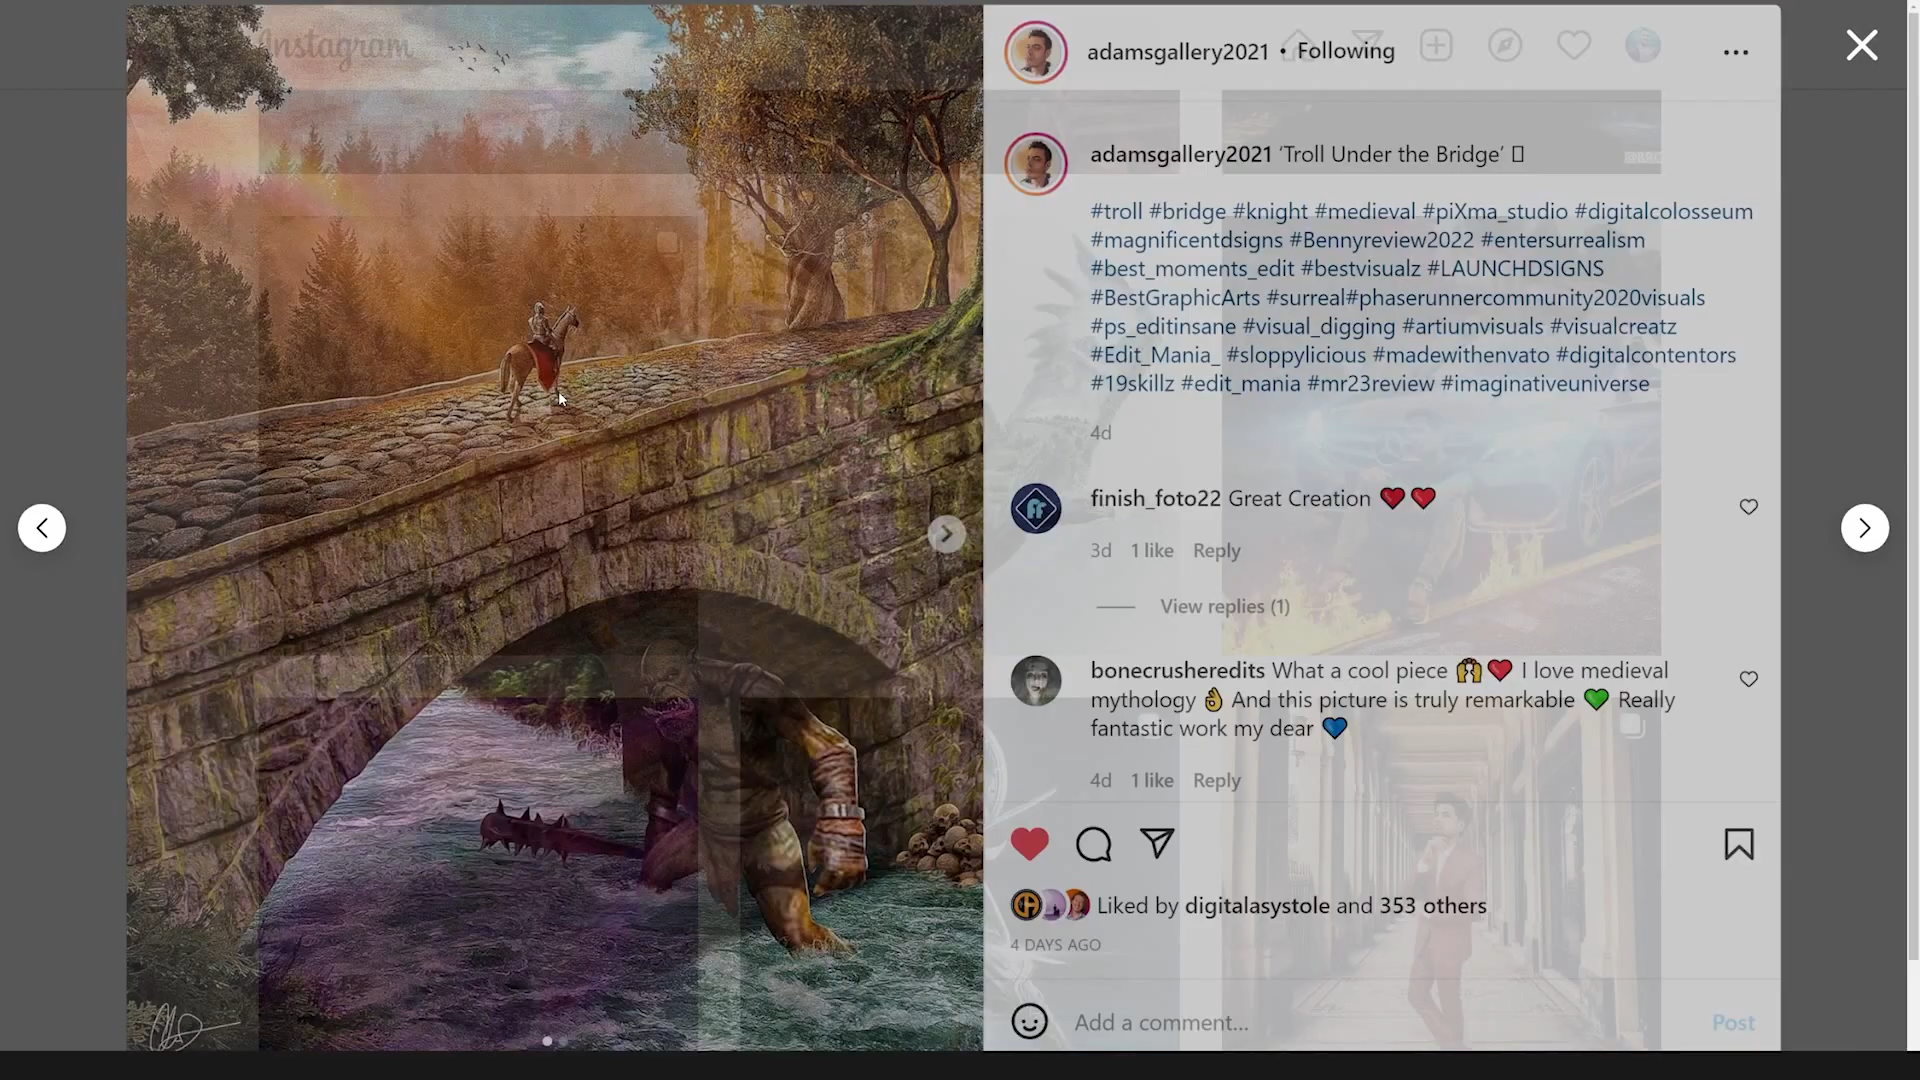 Instagram
adamsgallery2021 • Following
adamsgallery2021 ‘Troll Under the Bridge’
#troll #bridge #knight #medieval #piXma_studio #digitalcolosseum
#magnificentdsigns #Bennyreview2022 #entersurrealism
#best_moments_edit #bestvisualz #LAUNCHDSIGNS
#BestGraphicArts #surreal#phaserunnercommunity2020visuals
#ps_editinsane #visual_digging #artiumvisuals #visualcreatz
#Edit_Mania_ #sloppylicious #madewithenvato #digitalcontentors
#19skillz #edit_mania #mr23review #imaginativeuniverse
4d
finish_foto22 Great Creation ❤️❤️
3d 1 like Reply
View replies (1)
bonecrusheredits What a cool piece 🙌❤️ I love medieval
mythology 👌 And this picture is truly remarkable 💚 Really
fantastic work my dear 💙
4d 1 like Reply
Liked by digitalasystole and 353 others
4 DAYS AGO
Add a comment...
Post